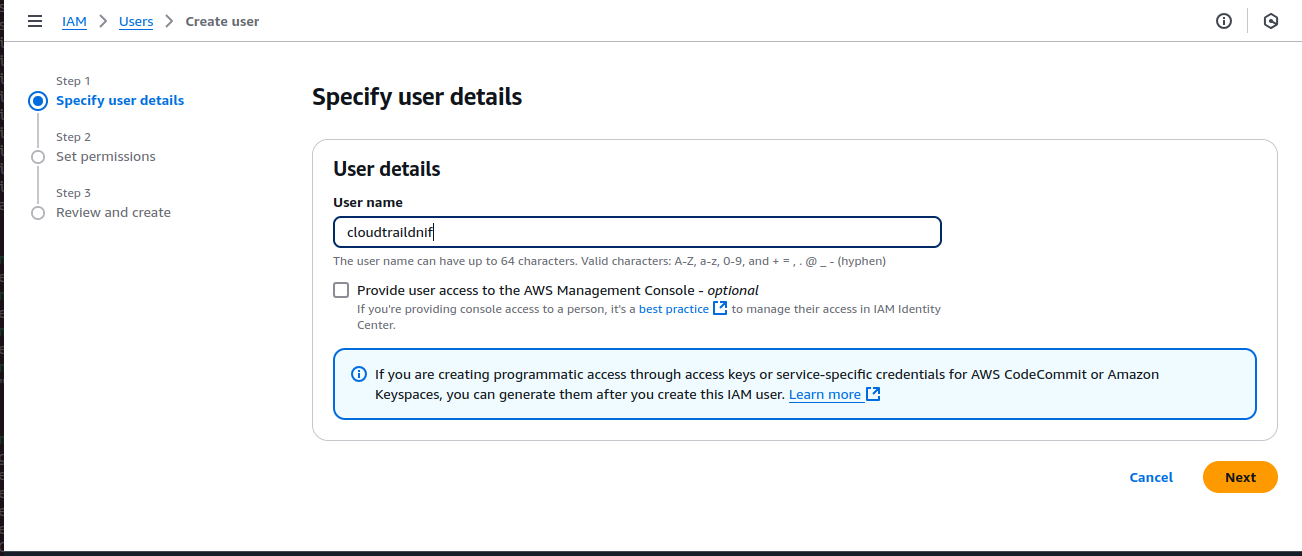 IAM > Users > Create user
Step 1
Specify user details
Step 2
Set permissions
Step 3
Review and create
Specify user details
User details
User name
cloudtraildnif
The user name can have up to 64 characters. Valid characters: A-Z, a-z, 0-9, and + = , . @ _ - (hyphen)
Provide user access to the AWS Management Console - optional
If you're providing console access to a person, it's a best practice to manage their access in IAM Identity
Center.
If you are creating programmatic access through access keys or service-specific credentials for AWS CodeCommit or Amazon
Keyspaces, you can generate them after you create this IAM user. Learn more
Cancel
Next